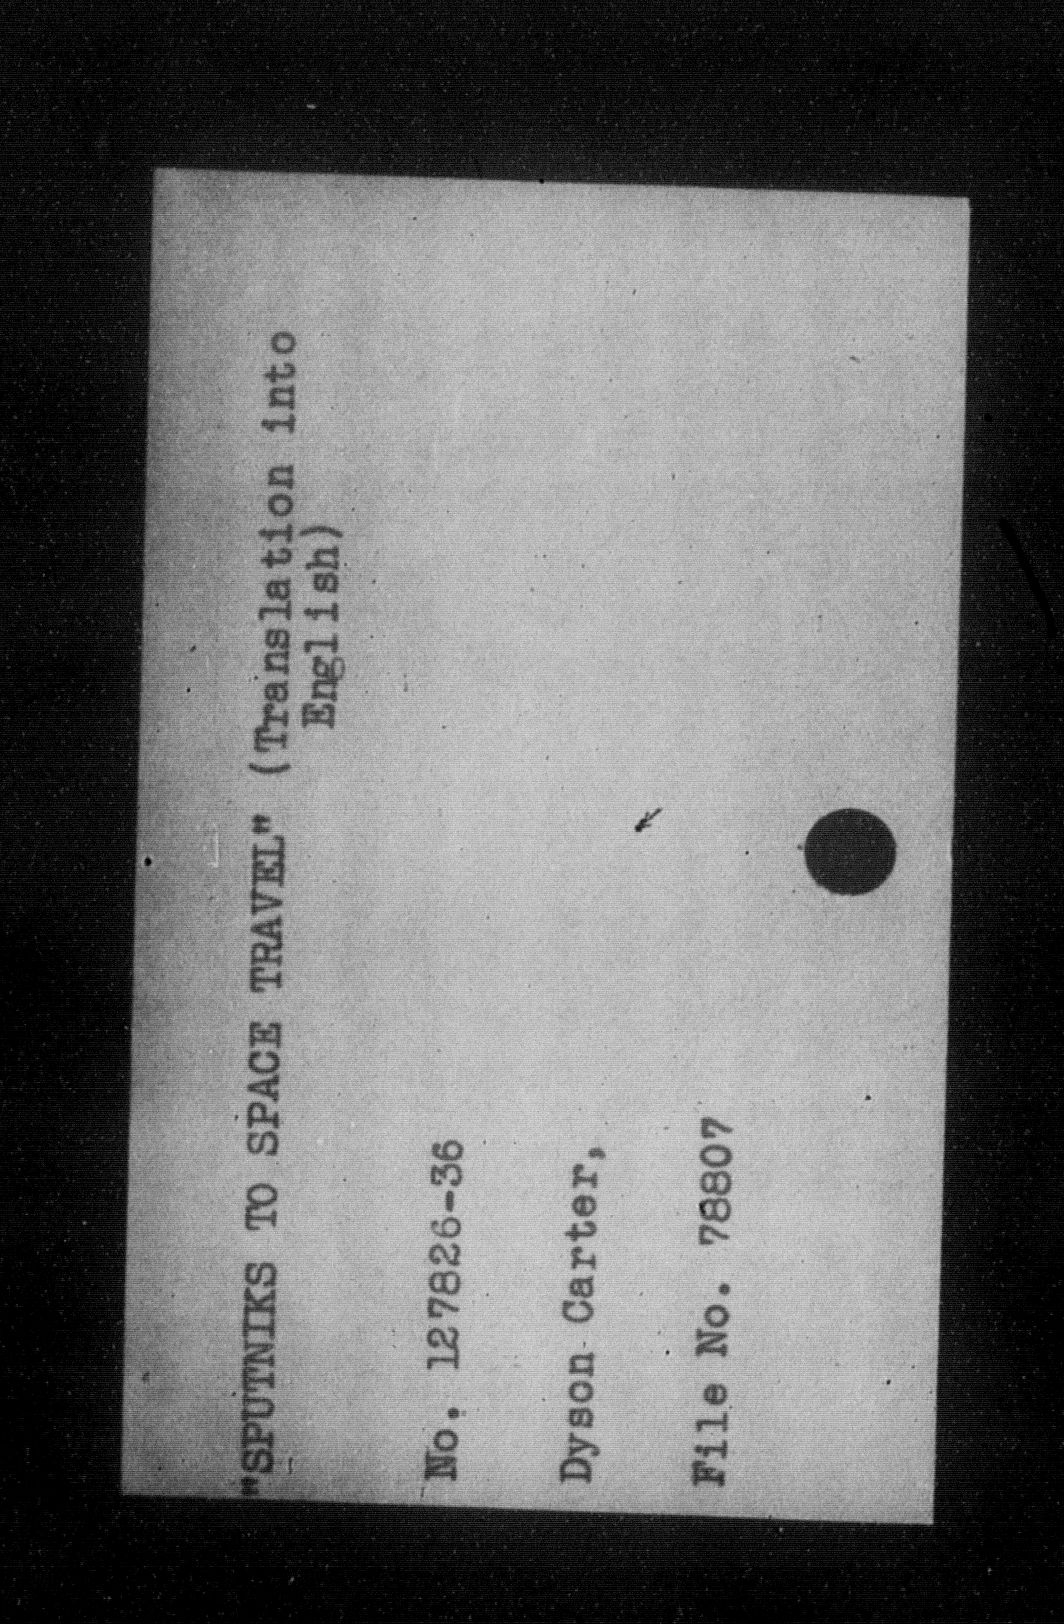 "SPUTNIKS TO SPACE TRAVEL" (Translation into
English)
No. 127826-36
Dyson Carter,
File No. 78807